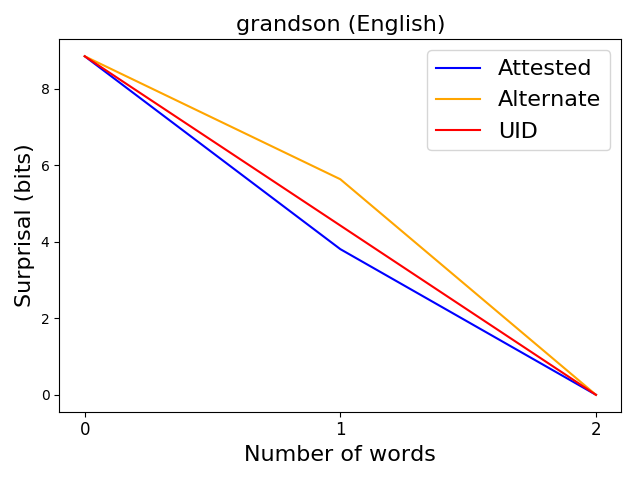 grandson (English)
Attested
Alternate
UID
8
6
4
2
0
Surprisal (bits)
0 1 2
Number of words